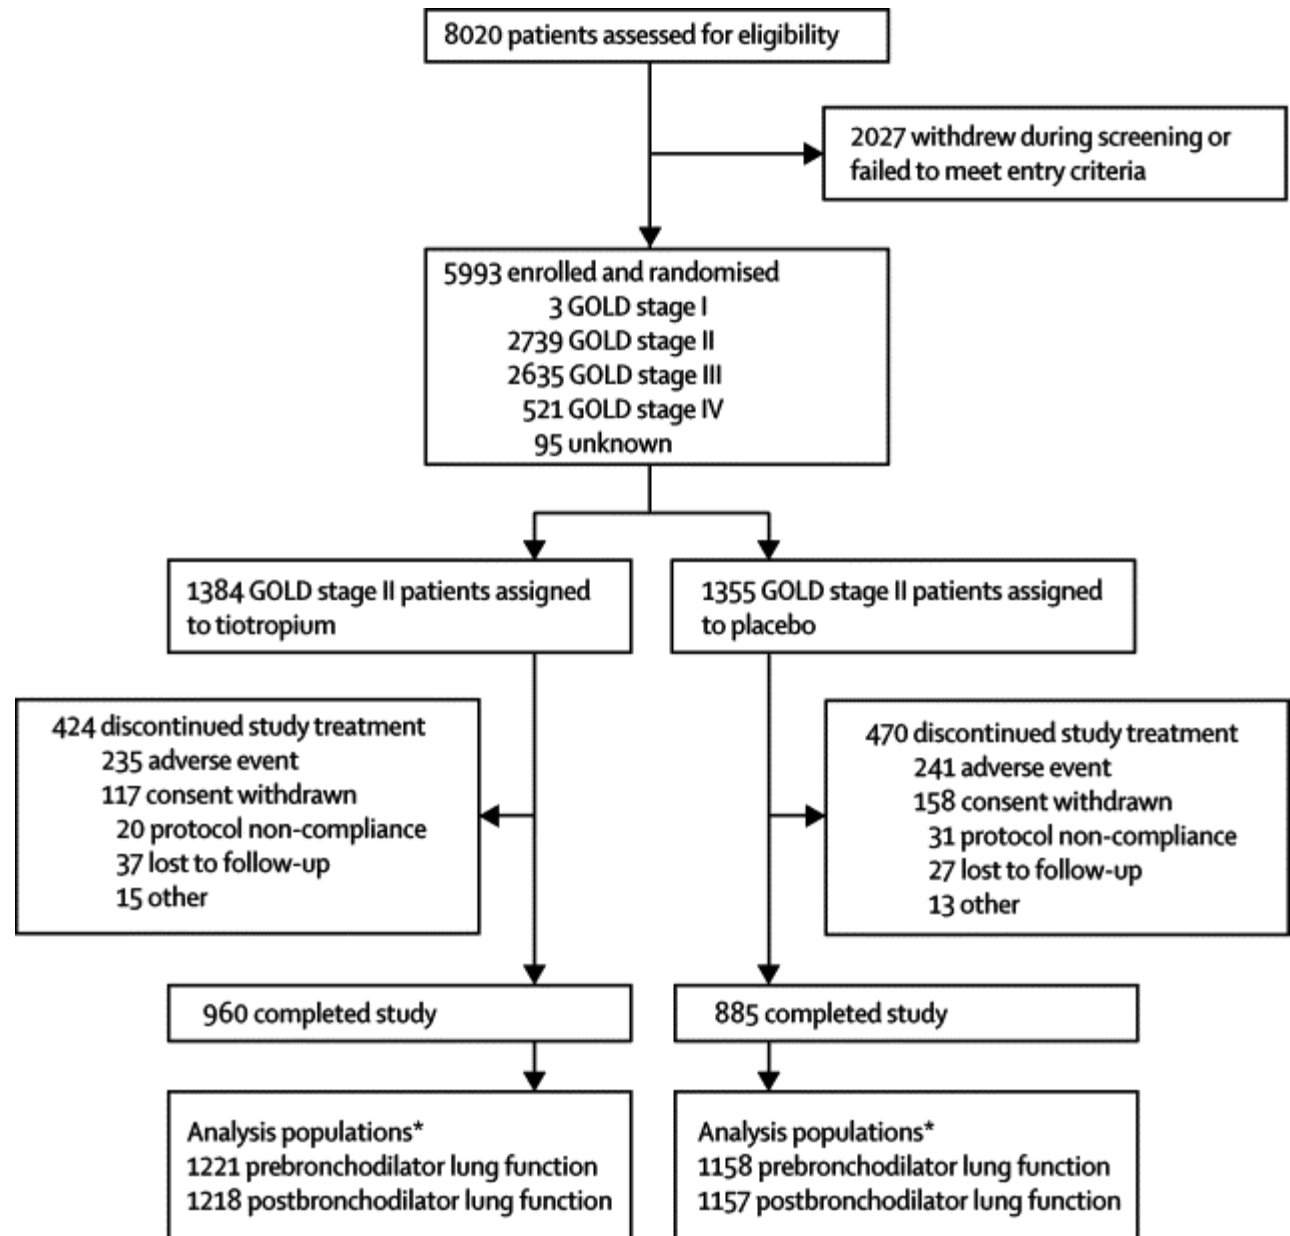 8020 patients assessed for eligibility
2027 withdrew during screening or
failed to meet entry criteria
5993 enrolled and randomised
3 GOLD stage I
2739 GOLD stage II
2635 GOLD stage III
521 GOLD stage IV
95 unknown
1384 GOLD stage II patients assigned
to tiotropium
1355 GOLD stage II patients assigned
to placebo
424 discontinued study treatment
235 adverse event
117 consent withdrawn
20 protocol non-compliance
37 lost to follow-up
15 other
470 discontinued study treatment
241 adverse event
158 consent withdrawn
31 protocol non-compliance
27 lost to follow-up
13 other
960 completed study
885 completed study
Analysis populations*
1221 prebronchodilator lung function
1218 postbronchodilator lung function
Analysis populations*
1158 prebronchodilator lung function
1157 postbronchodilator lung function